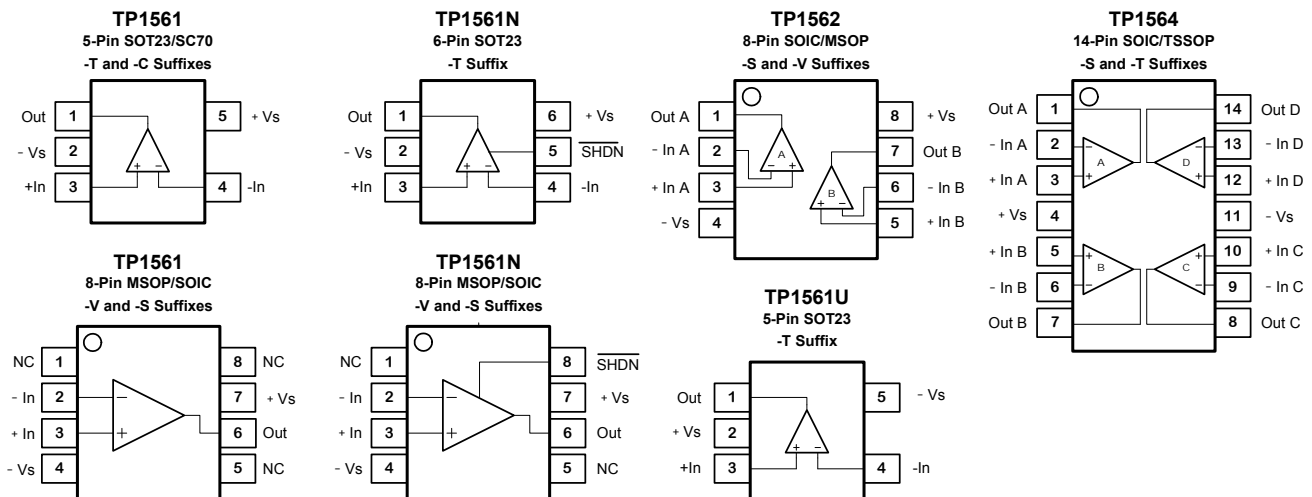 TP1561
5-Pin SOT23/SC70
-T and -C Suffixes
Out 1 5 + Vs
- Vs 2
+In 3 4 -In
+ -
TP1561N
6-Pin SOT23
-T Suffix
Out 1 6 + Vs
- Vs 2 5 SHDN
+In 3 4 -In
+ -
TP1562
8-Pin SOIC/MSOP
-S and -V Suffixes
Out A 1 8 + Vs
- In A 2 7 Out B
+ In A 3 6 - In B
- Vs 4 5 + In B
A
- +
B
+ -
TP1564
14-Pin SOIC/TSSOP
-S and -T Suffixes
Out A 1 14 Out D
- In A 2 13 - In D
+ In A 3 12 + In D
+ Vs 4 11 - Vs
+ In B 5 10 + In C
- In B 6 9 - In C
Out B 7 8 Out C
- A + D - +
+ B - C + -
TP1561
8-Pin MSOP/SOIC
-V and -S Suffixes
NC 1 8 NC
- In 2 7 + Vs
+ In 3 6 Out
- Vs 4 5 NC
-
+
TP1561N
8-Pin MSOP/SOIC
-V and -S Suffixes
NC 1 8 SHDN
- In 2 7 + Vs
+ In 3 6 Out
- Vs 4 5 NC
-
+
TP1561U
5-Pin SOT23
-T Suffix
Out 1 5 - Vs
+ Vs 2
+In 3 4 -In
+ -